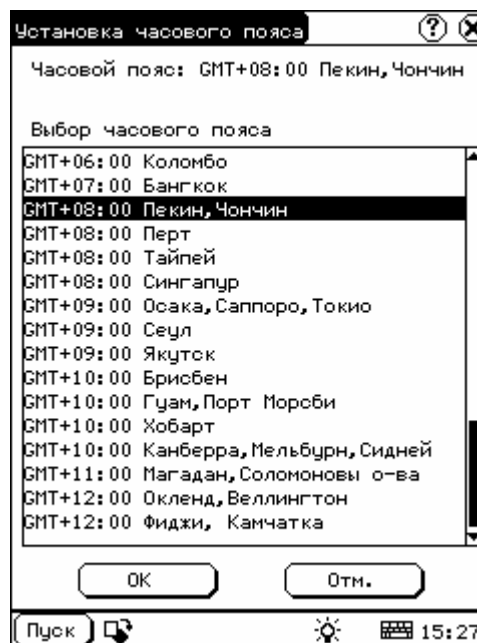 Установка часового пояса
Часовой пояс: GMT+08:00 Пекин,Чончин
Выбор часового пояса
GMT+06:00 Коломбо
GMT+07:00 Бангкок
GMT+08:00 Пекин,Чончин
GMT+08:00 Перт
GMT+08:00 Тайпей
GMT+08:00 Сингапур
GMT+09:00 Осака,Саппоро,Токио
GMT+09:00 Сеул
GMT+09:00 Якутск
GMT+10:00 Брисбен
GMT+10:00 Гуам,Порт Морсби
GMT+10:00 Хобарт
GMT+10:00 Канберра,Мельбурн,Сидней
GMT+11:00 Магадан,Соломоновы о-ва
GMT+12:00 Окленд,Веллингтон
GMT+12:00 Фиджи, Камчатка
ОК Отм.
Пуск 15:27